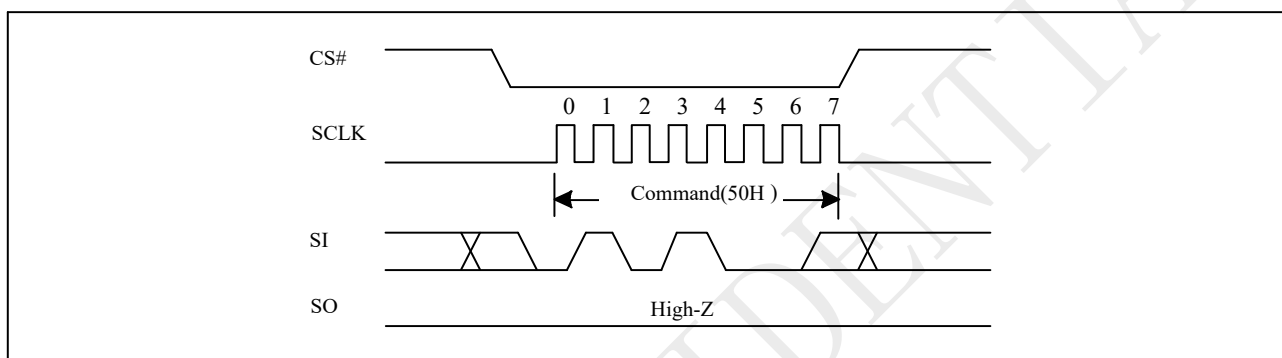 CS#
0 1 2 3 4 5 6 7
SCLK
Command(50H )
SI
High-Z
SO